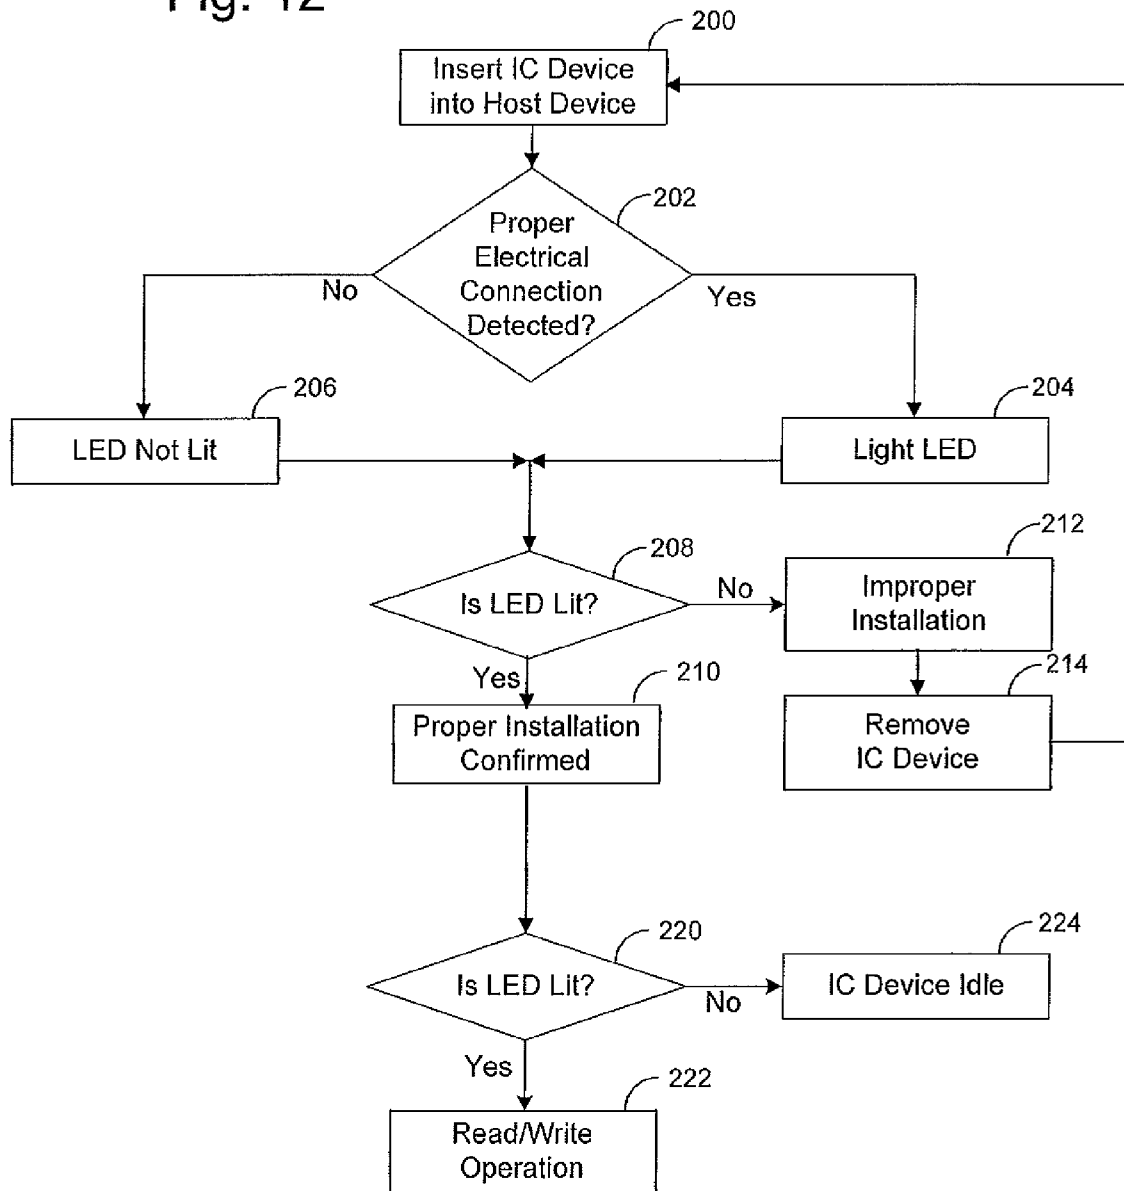 Fig. 12
200
Insert IC Device
into Host Device
202
Proper
Electrical
Connection
Detected?
No
Yes
206
LED Not Lit
204
Light LED
208
Is LED Lit?
No
212
Improper
Installation
Yes
210
Proper Installation
Confirmed
214
Remove
IC Device
220
Is LED Lit?
No
224
IC Device Idle
Yes
222
Read/Write
Operation